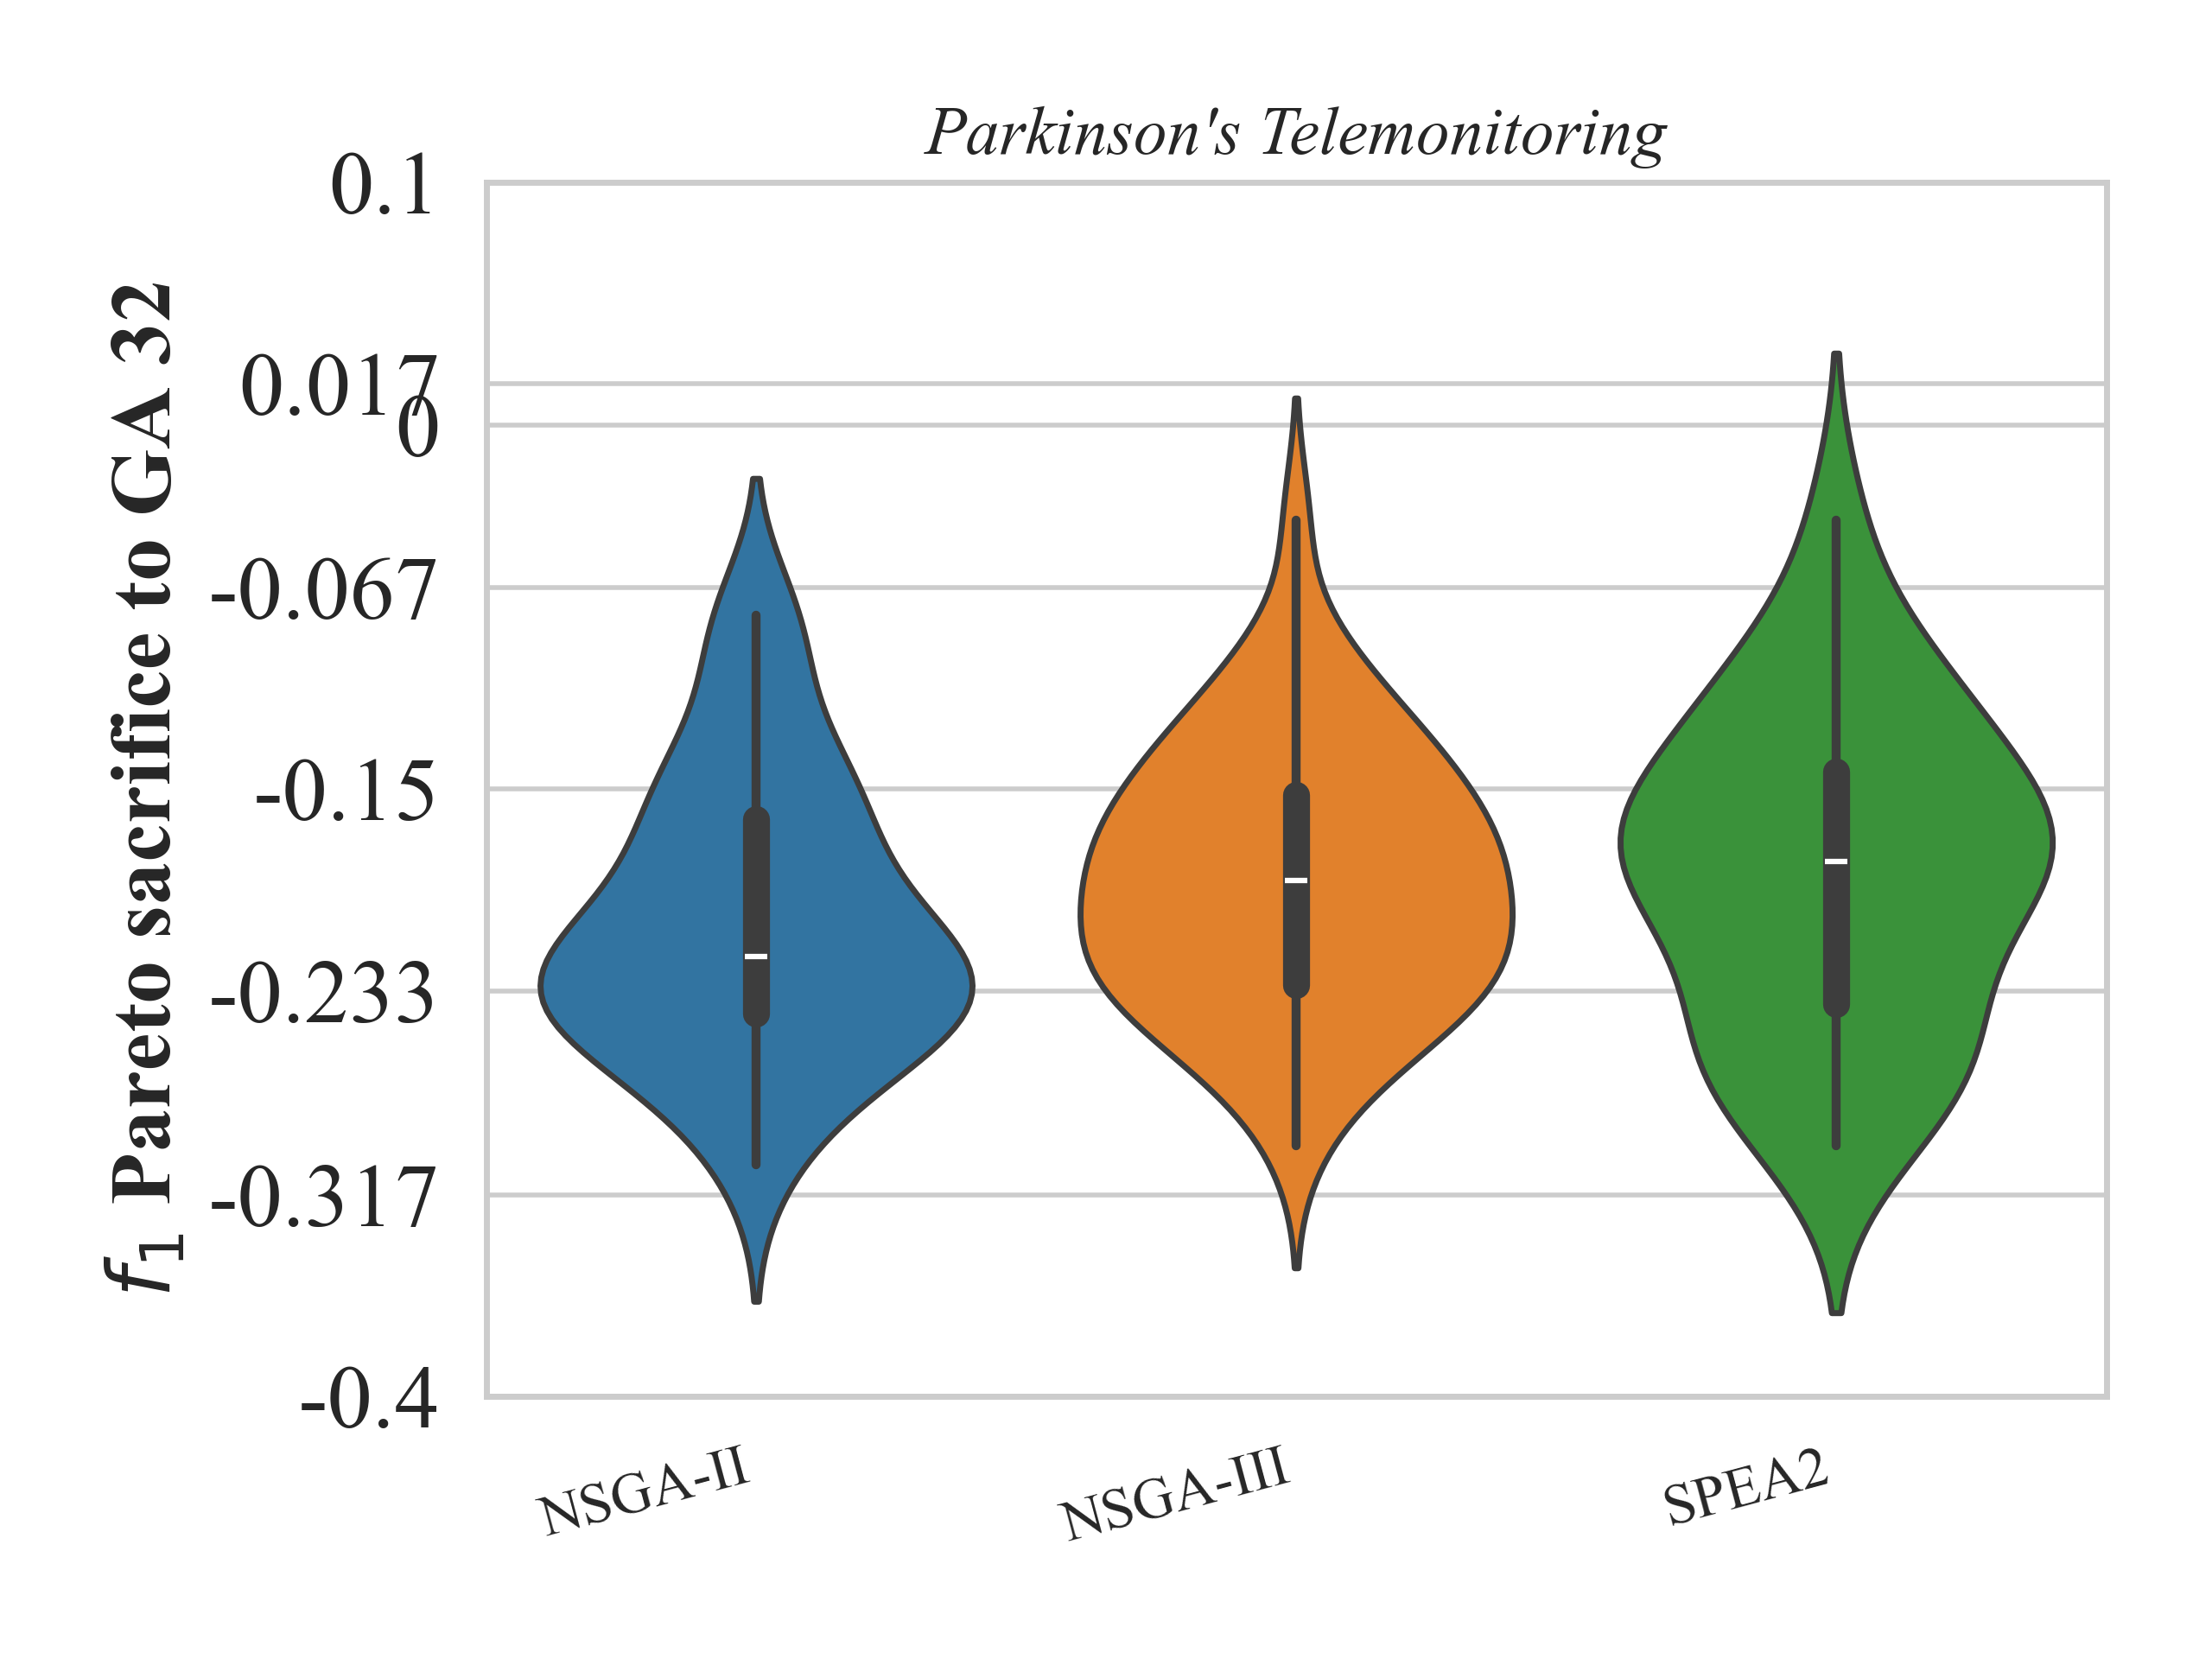 Parkinson's Telemonitoring
f1 Pareto sacrifice to GA 32
0.1
0.017
0
-0.067
-0.15
-0.233
-0.317
-0.4
NSGA-II
NSGA-III
SPEA2